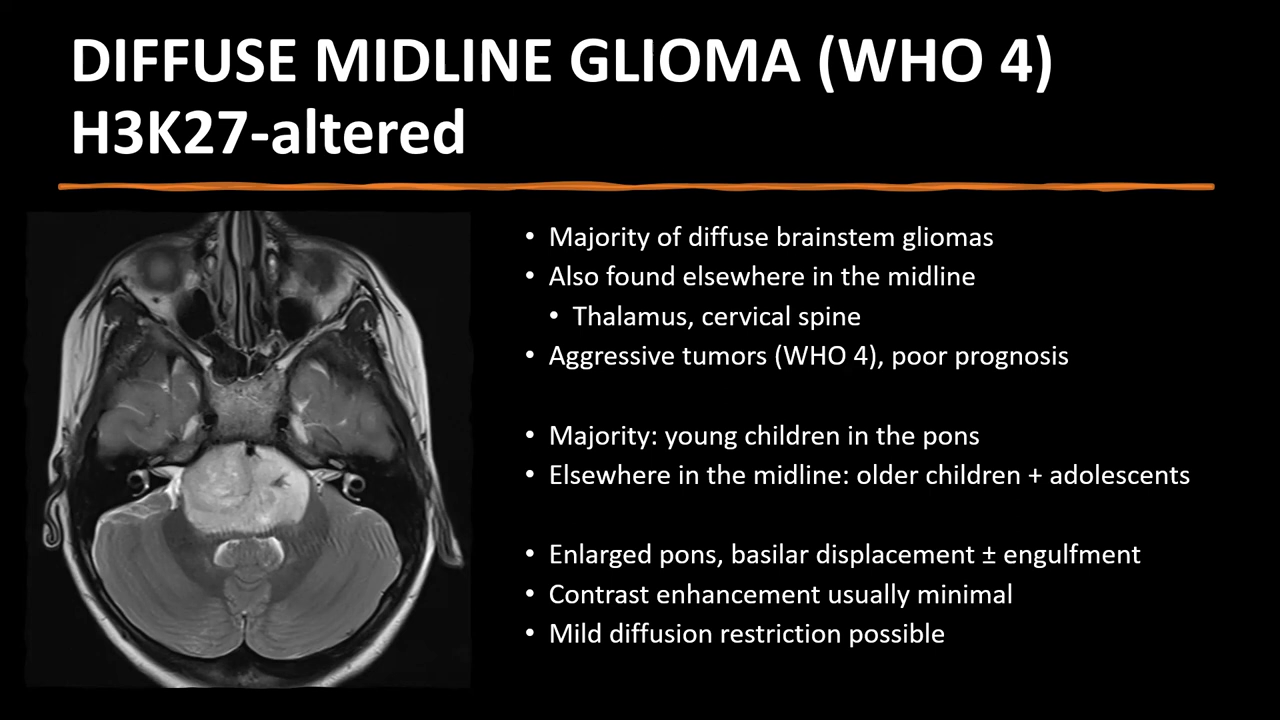 DIFFUSE MIDLINE GLIOMA (WHO 4)
H3K27-altered
• Majority of diffuse brainstem gliomas
• Also found elsewhere in the midline
• Thalamus, cervical spine
• Aggressive tumors (WHO 4), poor prognosis
• Majority: young children in the pons
• Elsewhere in the midline: older children + adolescents
• Enlarged pons, basilar displacement ± engulfment
• Contrast enhancement usually minimal
• Mild diffusion restriction possible